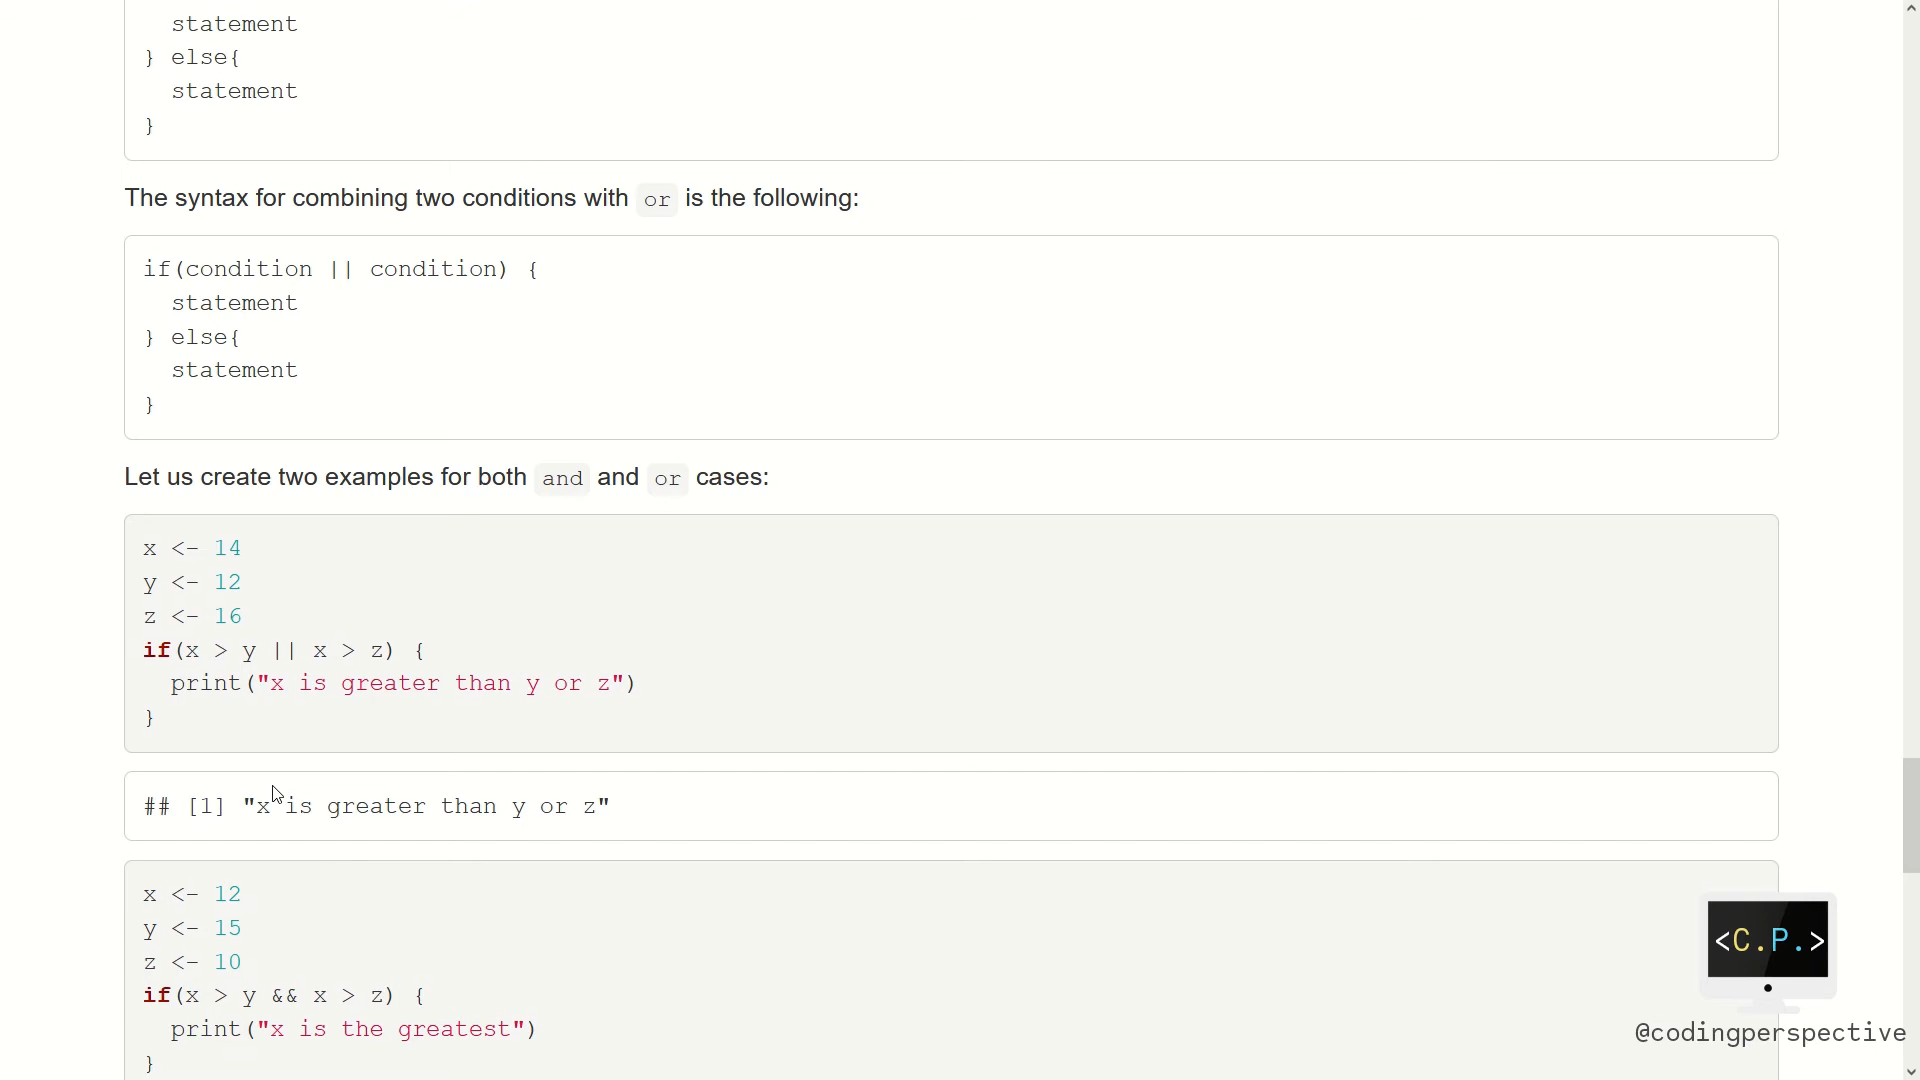 statement
} else{
statement
}
The syntax for combining two conditions with or is the following:
if(condition || condition) {
statement
} else{
statement
}
Let us create two examples for both and and or cases:
x <- 14
y <- 12
z <- 16
if(x > y || x > z) {
print("x is greater than y or z")
}
## [1] "x is greater than y or z"
x <- 12
y <- 15
z <- 10
if(x > y && x > z) {
print("x is the greatest")
}
<C.P.>
@codingperspective